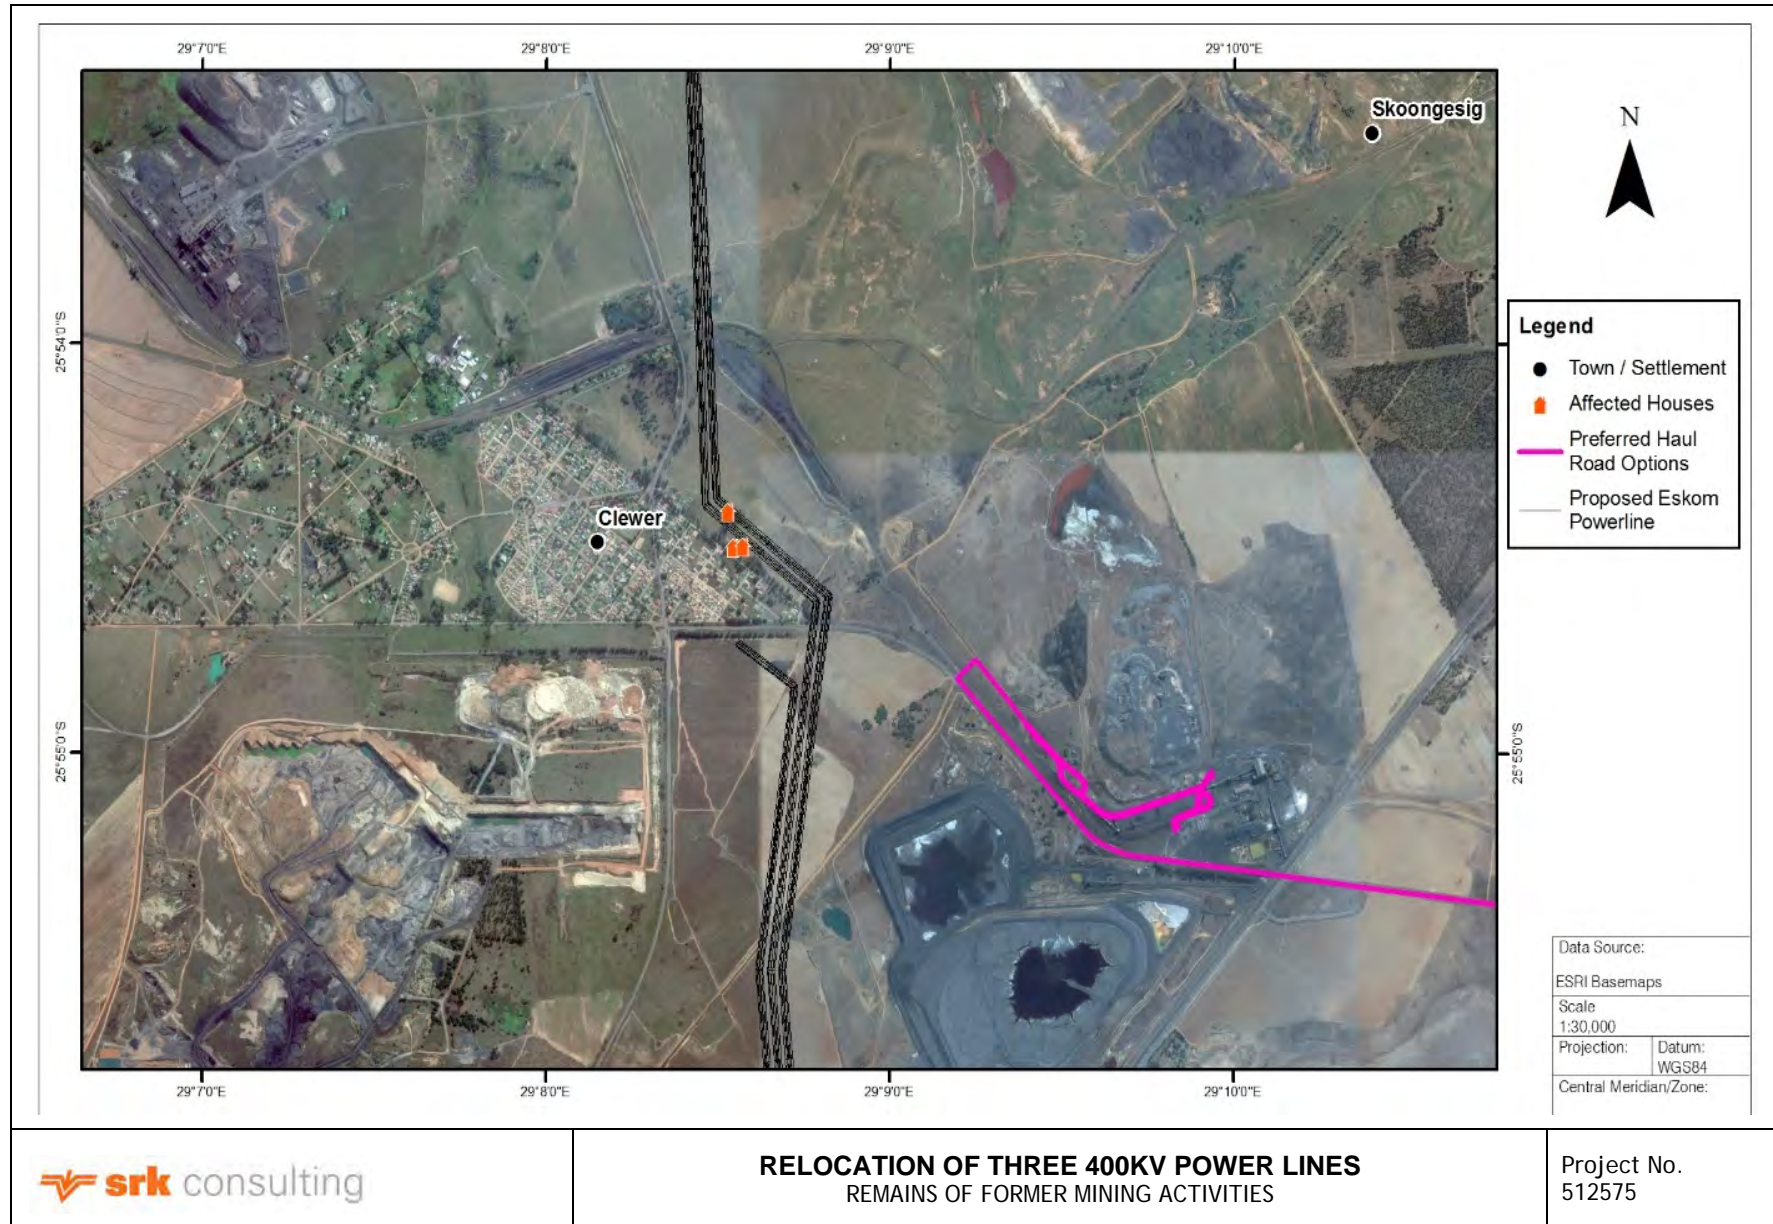 29°7'0"E
29°8'0"E
29°9'0"E
29°10'0"E
Skoongesig
N
25°54'0"S
Legend
Town / Settlement
Affected Houses
Preferred Haul
Road Options
Proposed Eskom
Powerline
Clewer
25°55'0"S
25°55'0"S
Data Source:
ESRI Basemaps
Scale
1:30,000
Projection:
Datum:
WGS84
Central Meridian/Zone:
29°7'0"E
29°8'0"E
29°9'0"E
29°10'0"E
srk consulting
RELOCATION OF THREE 400KV POWER LINES
REMAINS OF FORMER MINING ACTIVITIES
Project No.
512575